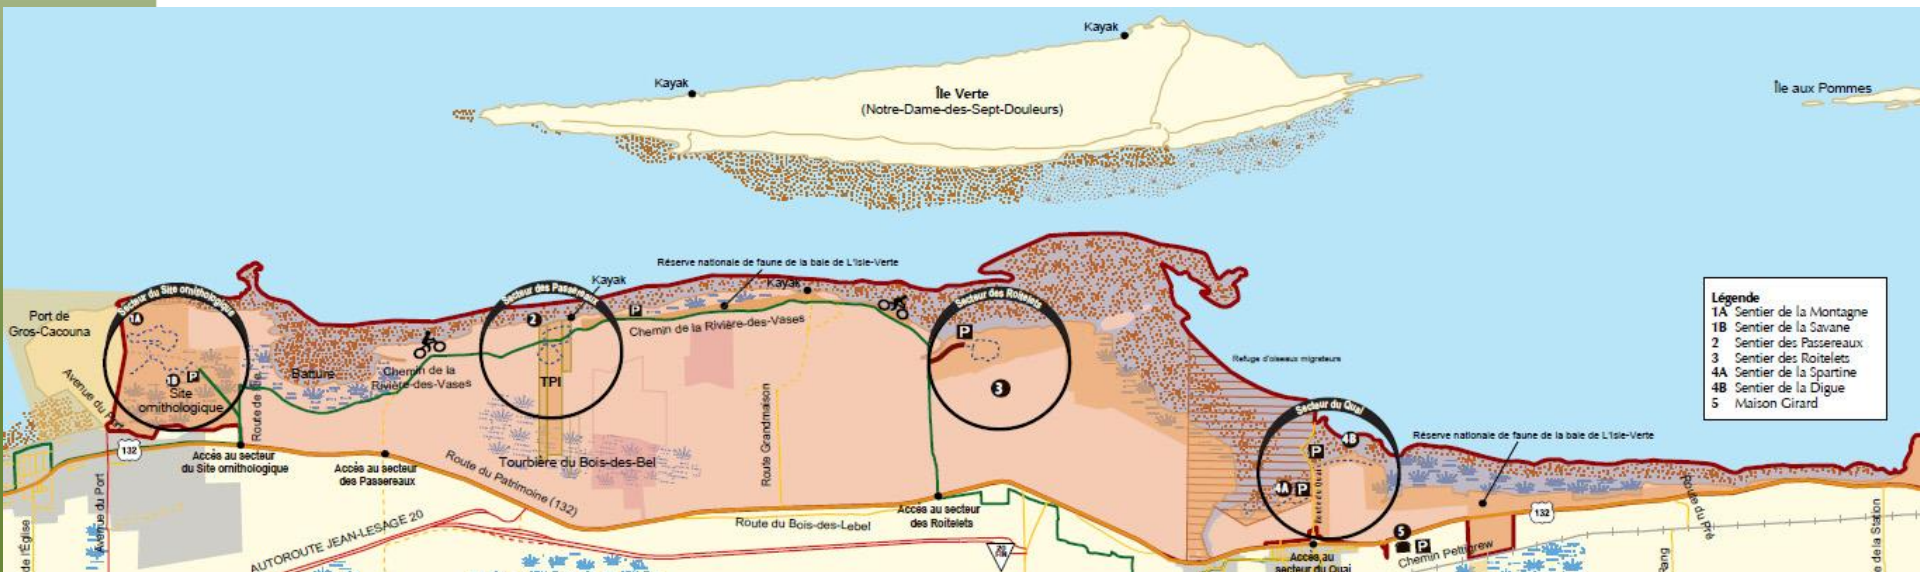 Kayak
Kayak
Île Verte
(Notre-Dame-des-Sept-Douleurs)
Île aux Pommes
Réserve nationale de faune de la baie de L'Isle-Verte
Kayak
Kayak
Secteur du Site ornithologique
Secteur des Passereaux
Secteur des Roitelets
Port de
Gros-Cacouna
1A
2
P
Chemin de la Rivière-des-Vases
P
Légende
1A Sentier de la Montagne
1B Sentier de la Savane
2 Sentier des Passereaux
3 Sentier des Roitelets
4A Sentier de la Spartine
4B Sentier de la Digue
5 Maison Girard
Refuge d'oiseaux migrateurs
Avenue du Port
P
Site
ornithologique
Batture
Chemin de la
Rivière-des-Vases
TPI
3
Route Grandmaison
Secteur du Quai
4B
P
4A P
Réserve nationale de faune de la baie de L'Isle-Verte
132
Accès au secteur
du Site ornithologique
Accès au secteur
des Passereaux
Route du Patrimoine (132)
Tourbière du Bois-des-Bel
Accès au secteur
des Roitelets
Route du Bois-des-Lebel
132
Route du Pré
Avenue du Port
AUTOROUTE JEAN-LESAGE 20
5 P
Chemin Pettigrew
Accès au
secteur du Quai
de l'Église
de la Station